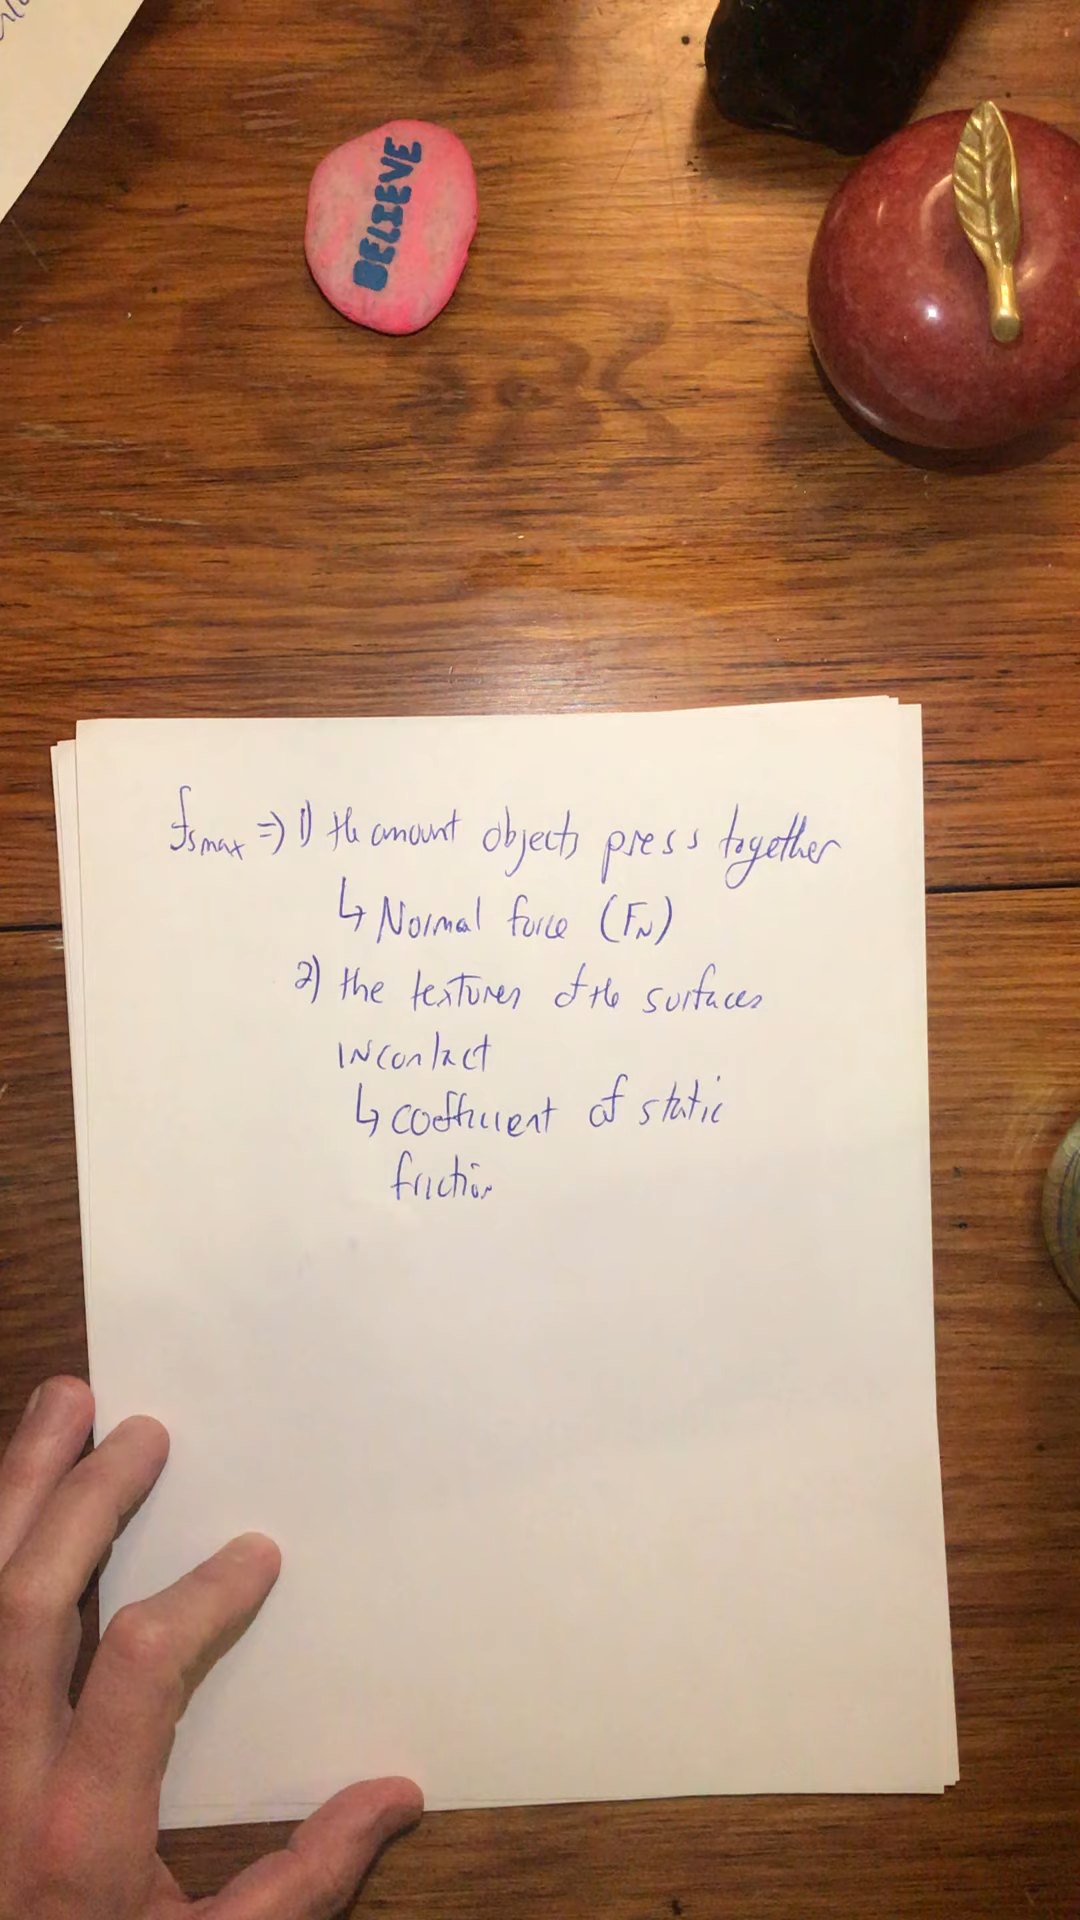 BELIEVE
fsmax => 1) the amount objects press together
↳ Normal force (FN)
2) the textures of the surfaces
in contact
↳ coefficient of static
friction